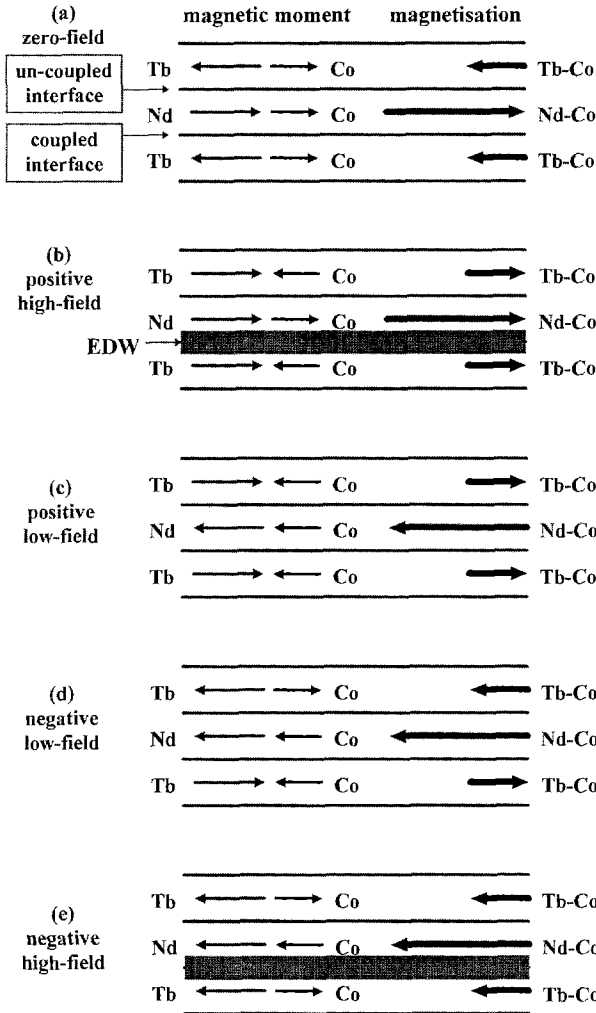 (a) magnetic moment magnetisation
zero-field
Tb Co Tb-Co
un-coupled
interface
Nd Co Nd-Co
coupled
interface
Tb Co Tb-Co
(b)
positive
high-field
Tb Co Tb-Co
Nd Co Nd-Co
EDW
Tb Co Tb-Co
(c)
positive
low-field
Tb Co Tb-Co
Nd Co Nd-Co
Tb Co Tb-Co
(d)
negative
low-field
Tb Co Tb-Co
Nd Co Nd-Co
Tb Co Tb-Co
(e)
negative
high-field
Tb Co Tb-Co
Nd Co Nd-Co
Tb Co Tb-Co